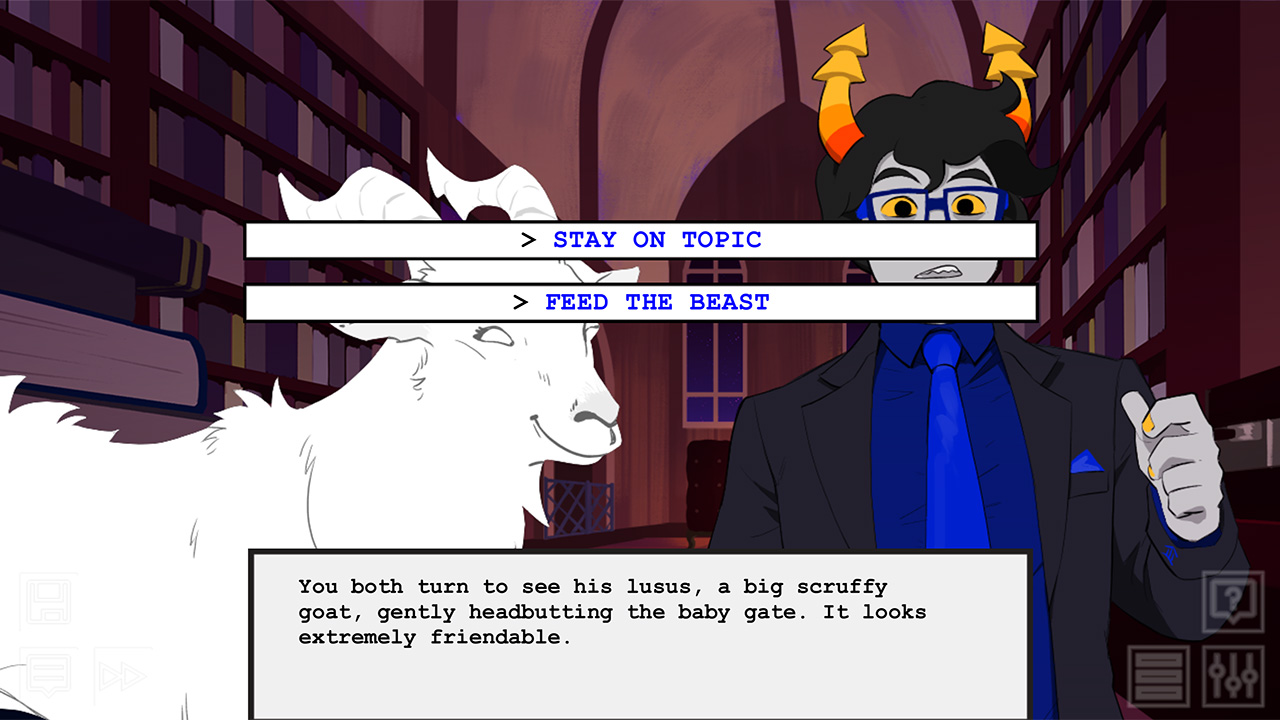 > STAY ON TOPIC
> FEED THE BEAST
You both turn to see his lusus, a big scruffy
goat, gently headbutting the baby gate. It looks
extremely friendable.
?